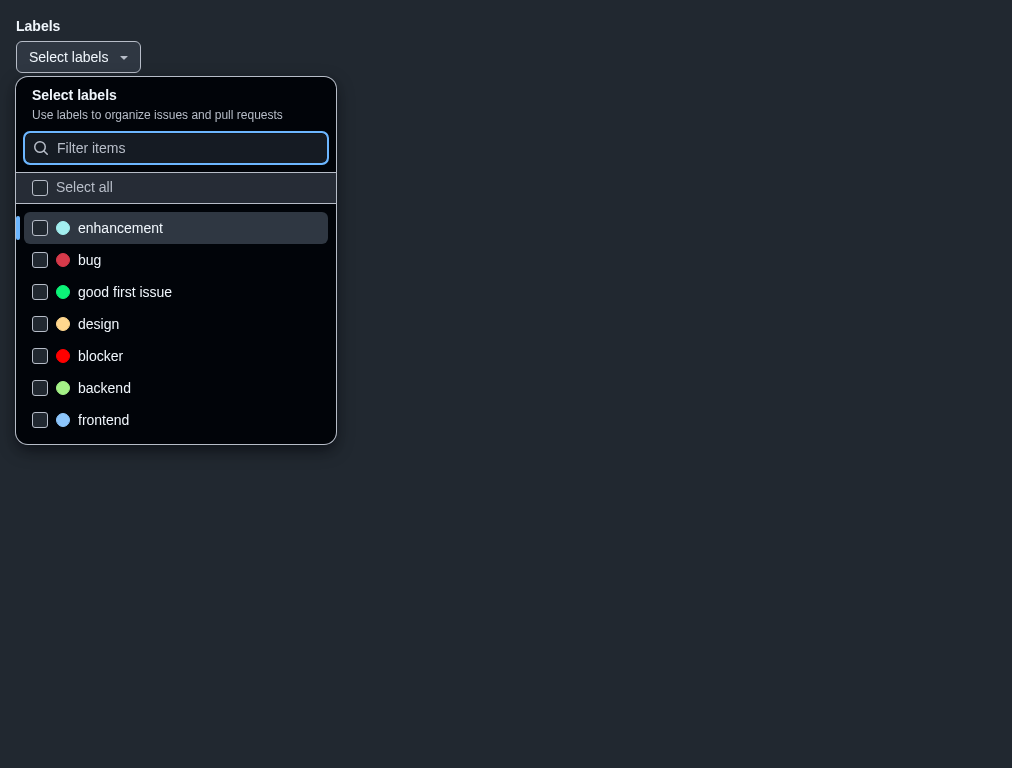 Labels
Select labels
Select labels
Use labels to organize issues and pull requests
Filter items
Select all
enhancement
bug
good first issue
design
blocker
backend
frontend